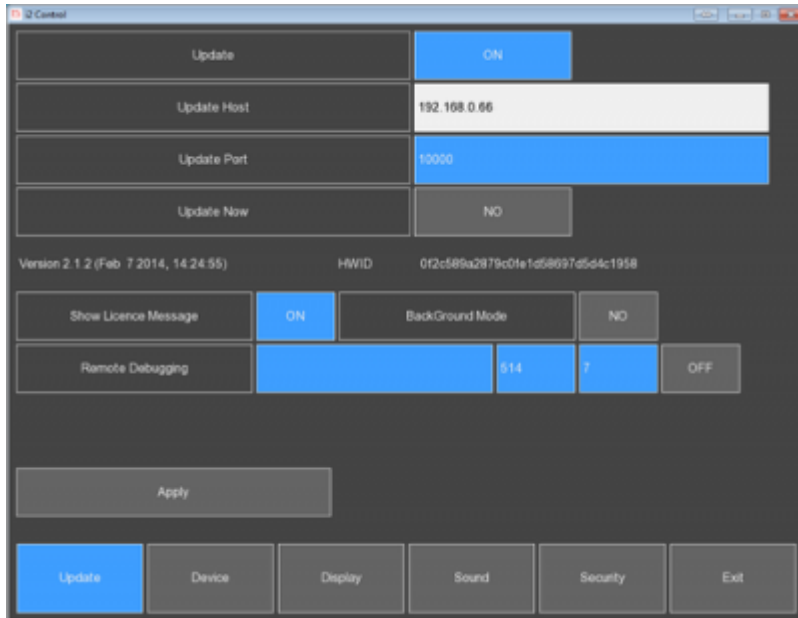 i2 Control
Update ON
Update Host 192.168.0.66
Update Port 10000
Update Now NO
Version 2.1.2 (Feb 7 2014, 14:24:55) HWID 0f2c589a2879c0fe1d58697d5d4c1958
Show Licence Message ON BackGround Mode NO
Remote Debugging 514 7 OFF
Apply
Update Device Display Sound Security Exit